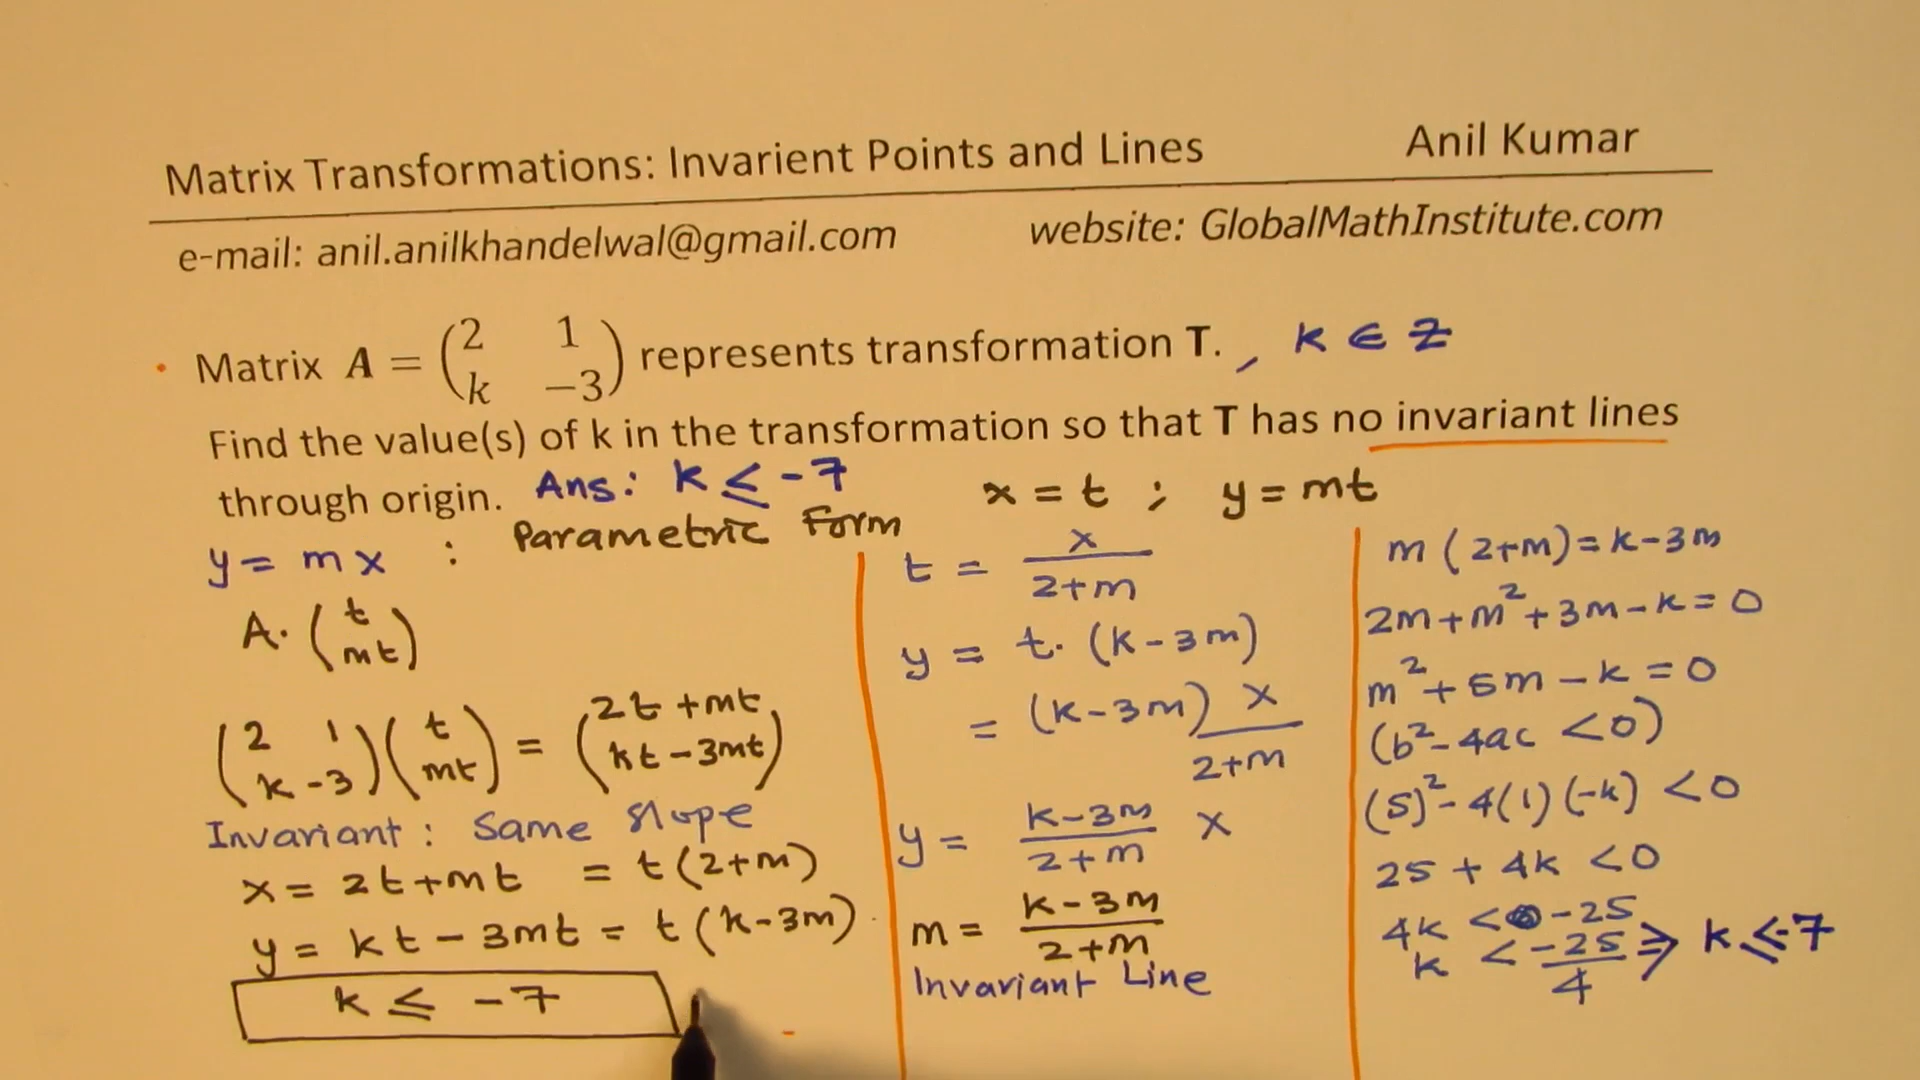 Matrix Transformations: Invarient Points and Lines Anil Kumar
e-mail: anil.anilkhandelwal@gmail.com website: GlobalMathInstitute.com
Matrix A = (2 1
k -3) represents transformation T. , k ∈ Z
Find the value(s) of k in the transformation so that T has no invariant lines
through origin. Ans: k ≤ -7 x = t ; y = mt
y = mx : Parametric Form
A. (t
mt)
(2 1
k -3) (t
mt) = (2t + mt
kt - 3mt)
Invariant: Same slope
x = 2t + mt = t(2+m)
y = kt - 3mt = t(k-3m)
k ≤ -7
t = x / 2+m
y = t. (k-3m)
= (k-3m) x / 2+m
y = k-3m / 2+m x
m = k-3m / 2+m
Invariant Line
m(2+m) = k-3m
2m + m² + 3m - k = 0
m² + 5m - k = 0
(b² - 4ac < 0)
(5)² - 4(1)(-k) < 0
25 + 4k < 0
4k < -25
k < -25 / 4 ⇒ k ≤ -7